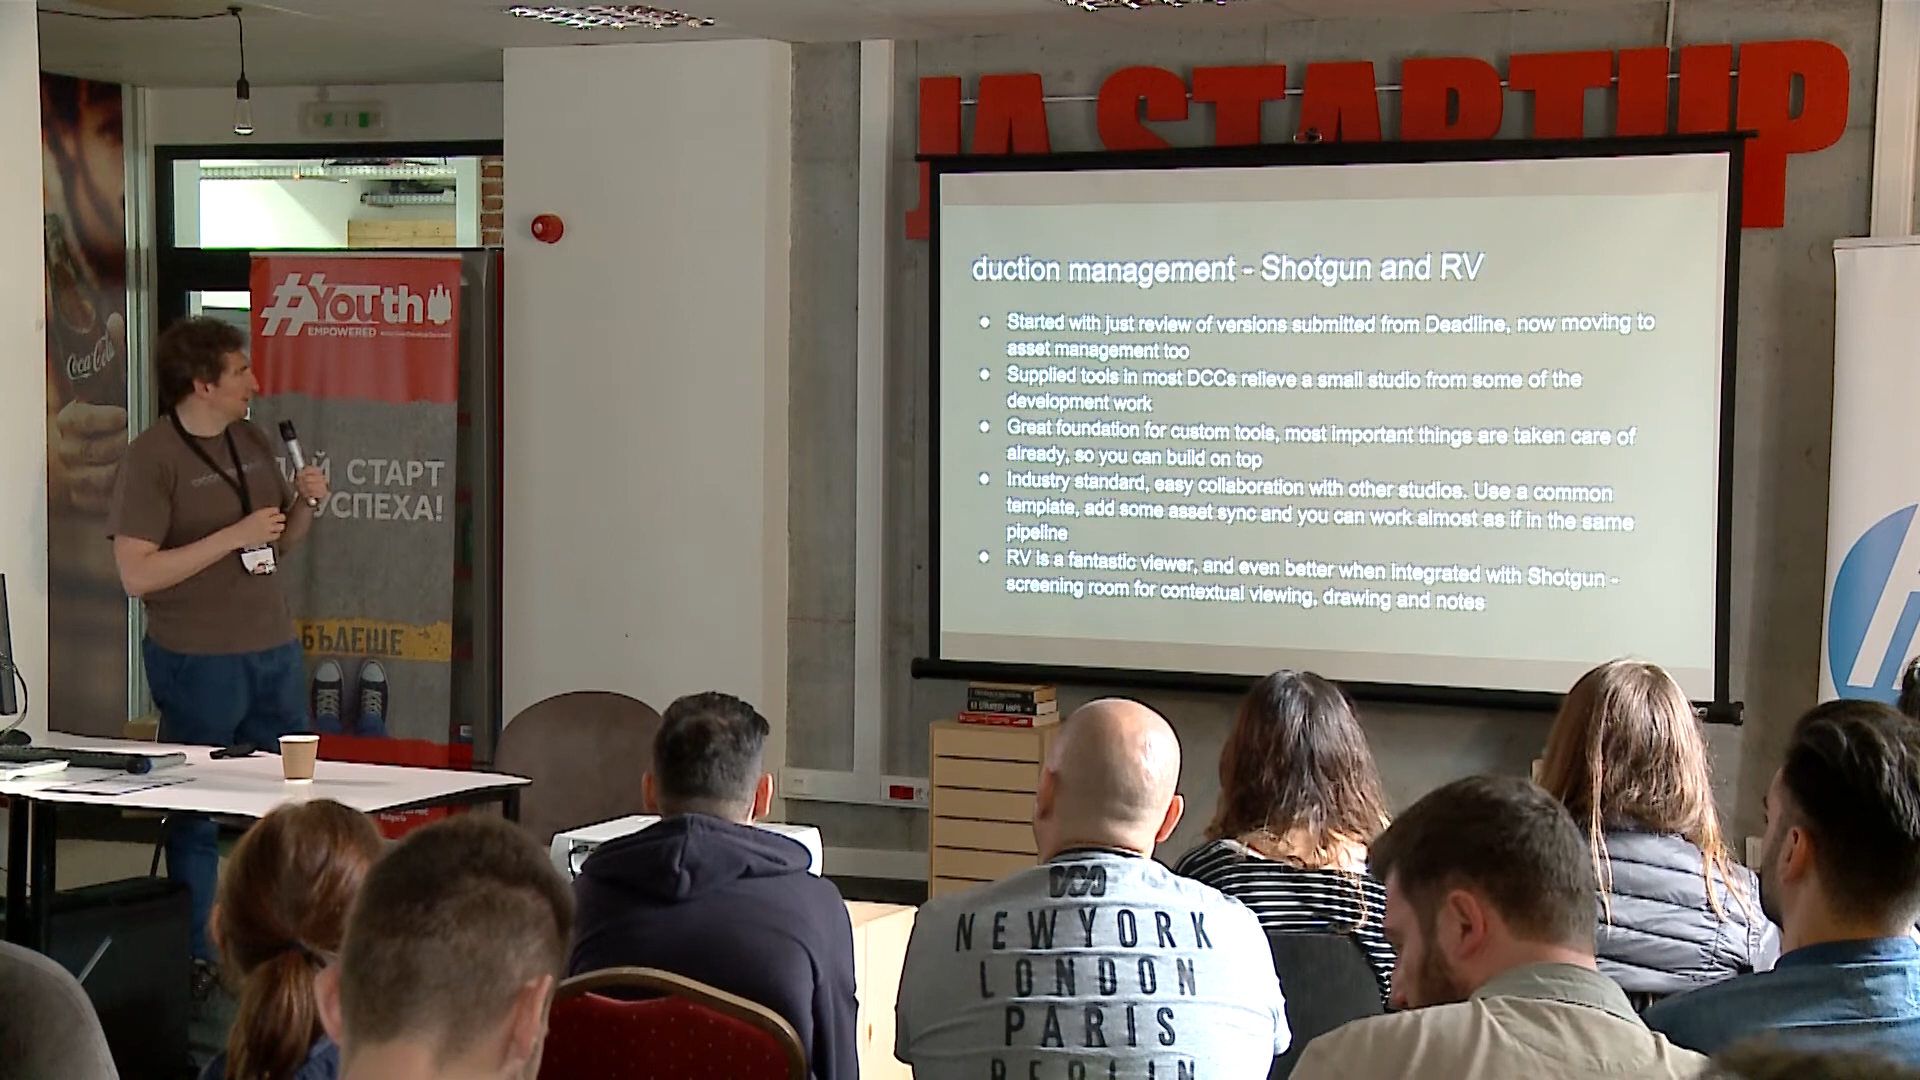 JA STARTUP
duction management - Shotgun and RV
● Started with just review of versions submitted from Deadline, now moving to
asset management too
● Supplied tools in most DCCs relieve a small studio from some of the
development work
● Great foundation for custom tools, most important things are taken care of
already, so you can build on top
● Industry standard, easy collaboration with other studios. Use a common
template, add some asset sync and you can work almost as if in the same
pipeline
● RV is a fantastic viewer, and even better when integrated with Shotgun -
screening room for contextual viewing, drawing and notes
#Youth
EMPOWERED
Coca-Cola
СТАРТ
УСПЕХА!
БЪДЕЩЕ
STRATEGY MAPS
NEW YORK
LONDON
PARIS
BERLIN